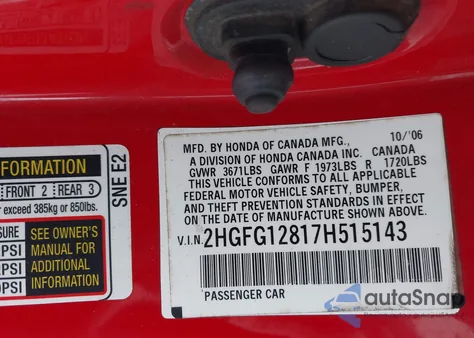 FORMATION
FRONT 2 REAR 3
exceed 385kg or 850lbs.
SURE
PSI
PSI
PSI
SEE OWNER'S
MANUAL FOR
ADDITIONAL
INFORMATION
SNE E2
MFD. BY HONDA OF CANADA MFG., 10/'06
A DIVISION OF HONDA CANADA INC. CANADA
GVWR 3671LBS GAWR F 1973LBS R 1720LBS
THIS VEHICLE CONFORMS TO ALL APPLICABLE
FEDERAL MOTOR VEHICLE SAFETY, BUMPER,
AND THEFT PREVENTION STANDARDS IN EFFECT
ON THE DATE OF MANUFACTURE SHOWN ABOVE.
V.I.N. 2HGFG12817H515143
PASSENGER CAR
autoSnap